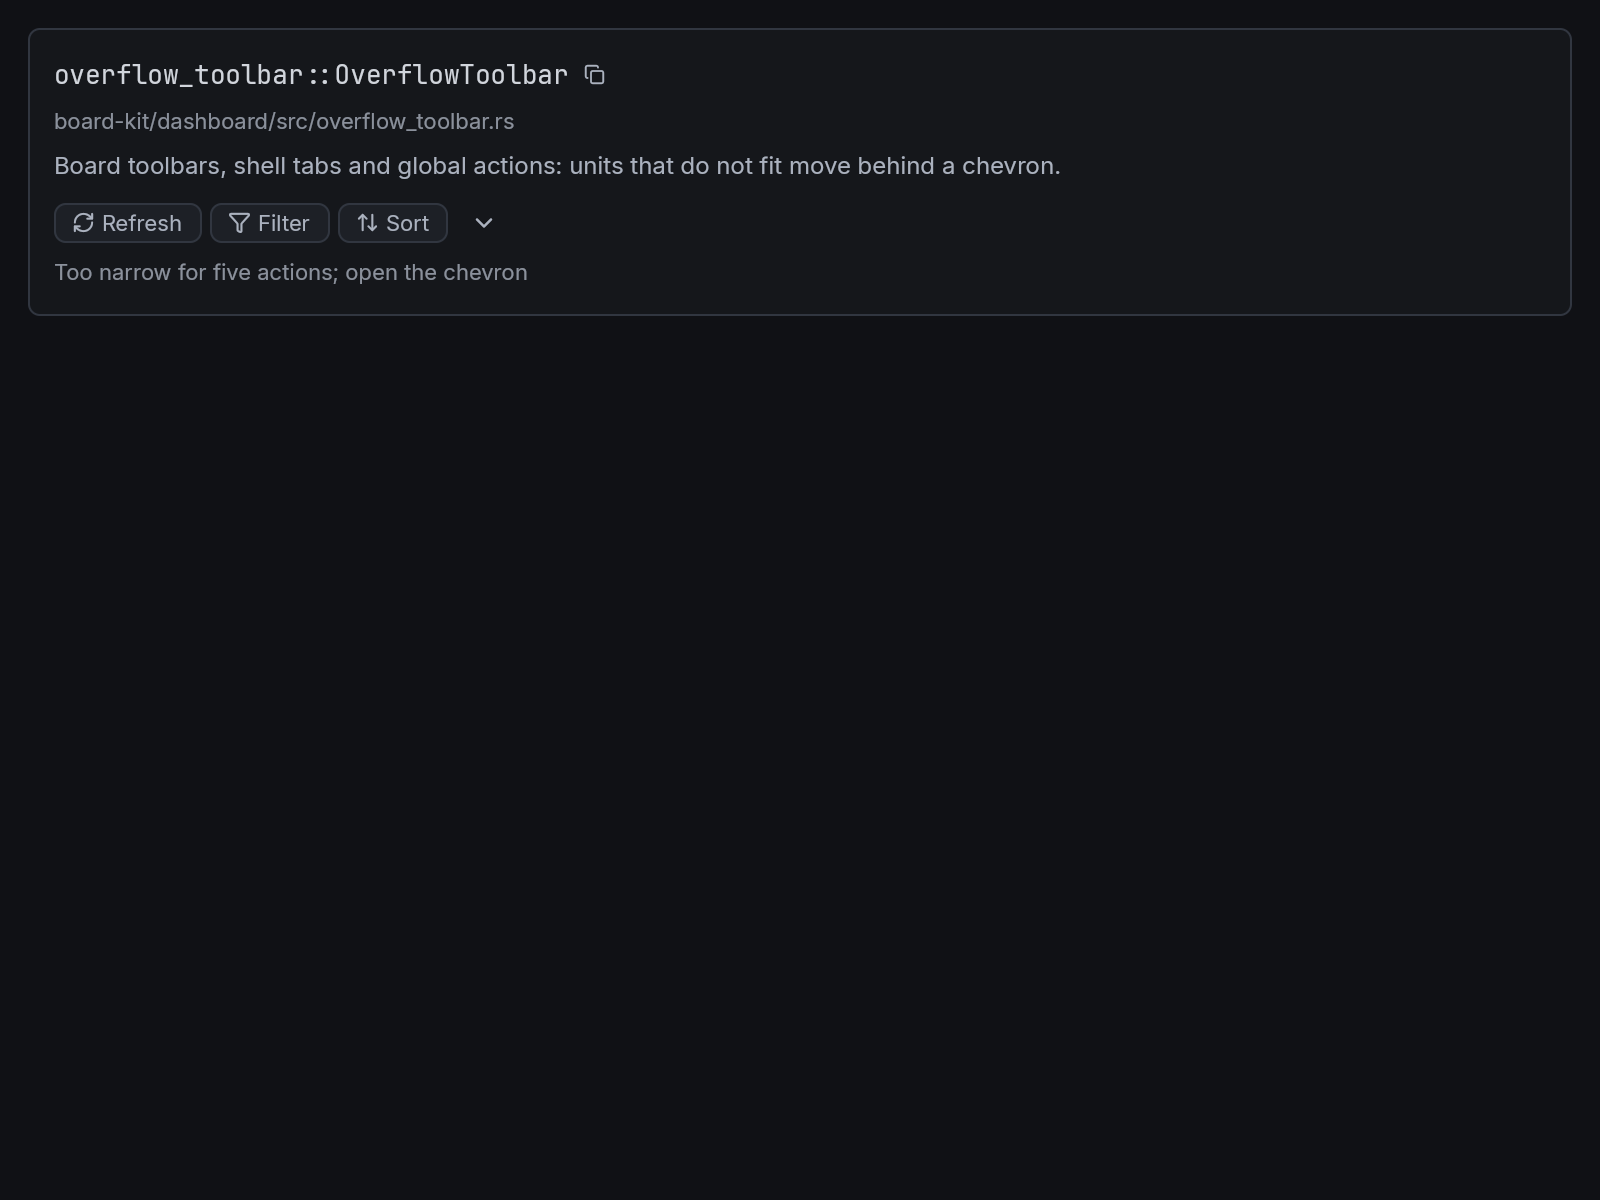 overflow_toolbar::OverflowToolbar
board-kit/dashboard/src/overflow_toolbar.rs
Board toolbars, shell tabs and global actions: units that do not fit move behind a chevron.
Refresh Filter Sort
Too narrow for five actions; open the chevron